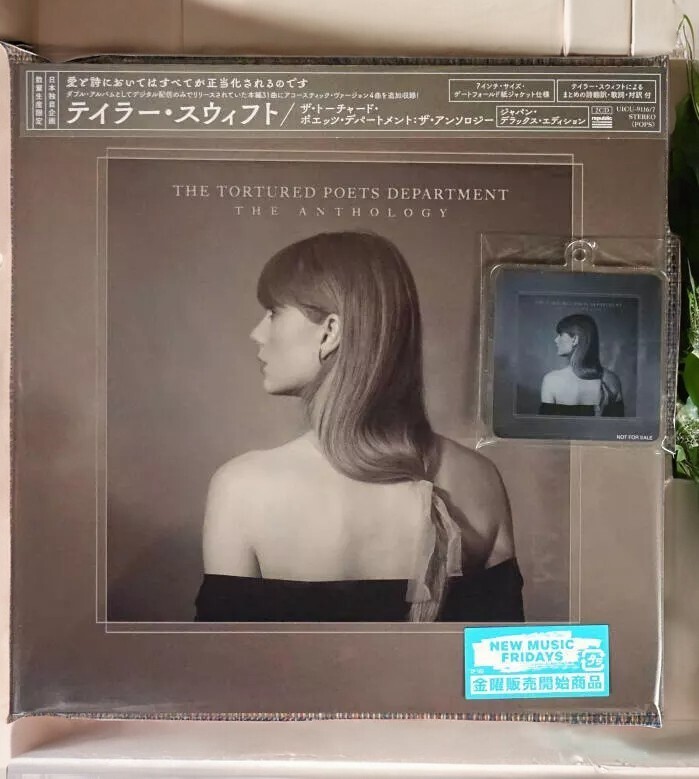 数量生産限定
日本独自企画
愛と詩においてはすべてが正当化されるのです
ダブル・アルバムとしてデジタル配信のみでリリースされていた本編31曲にアコースティック・ヴァージョン4曲を追加収録!
テイラー・スウィフト/
ザ・トーチャード・
ポエッツ・デパートメント:ザ・アンソロジー
ジャパン・
デラックス・エディション
7インチ・サイズ・
ゲートフォールド紙ジャケット仕様
テイラー・スウィフトによる
まとめの詩翻訳・歌詞・対訳 付
2CD
republic
UICU-9116/7
STEREO
(POPS)
THE TORTURED POETS DEPARTMENT
THE ANTHOLOGY
THE TORTURED POETS DEPARTMENT
NOT FOR SALE
NEW MUSIC
FRIDAYS
金曜販売開始商品